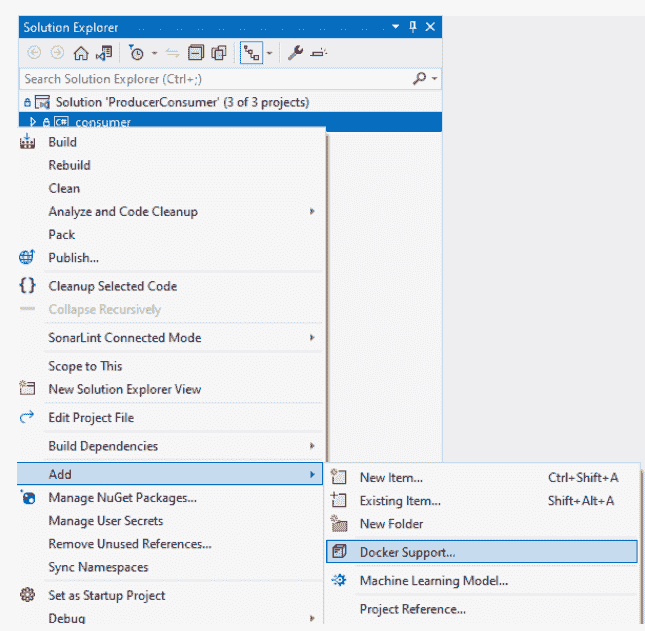 Solution Explorer
Search Solution Explorer (Ctrl+;)
Solution 'ProducerConsumer' (3 of 3 projects)
C# consumer
Build
Rebuild
Clean
Analyze and Code Cleanup
Pack
Publish...
Cleanup Selected Code
Collapse Recursively
SonarLint Connected Mode
Scope to This
New Solution Explorer View
Edit Project File
Build Dependencies
Add
Manage NuGet Packages...
Manage User Secrets
Remove Unused References...
Sync Namespaces
Set as Startup Project
Debug
New Item... Ctrl+Shift+A
Existing Item... Shift+Alt+A
New Folder
Docker Support...
Machine Learning Model...
Project Reference...